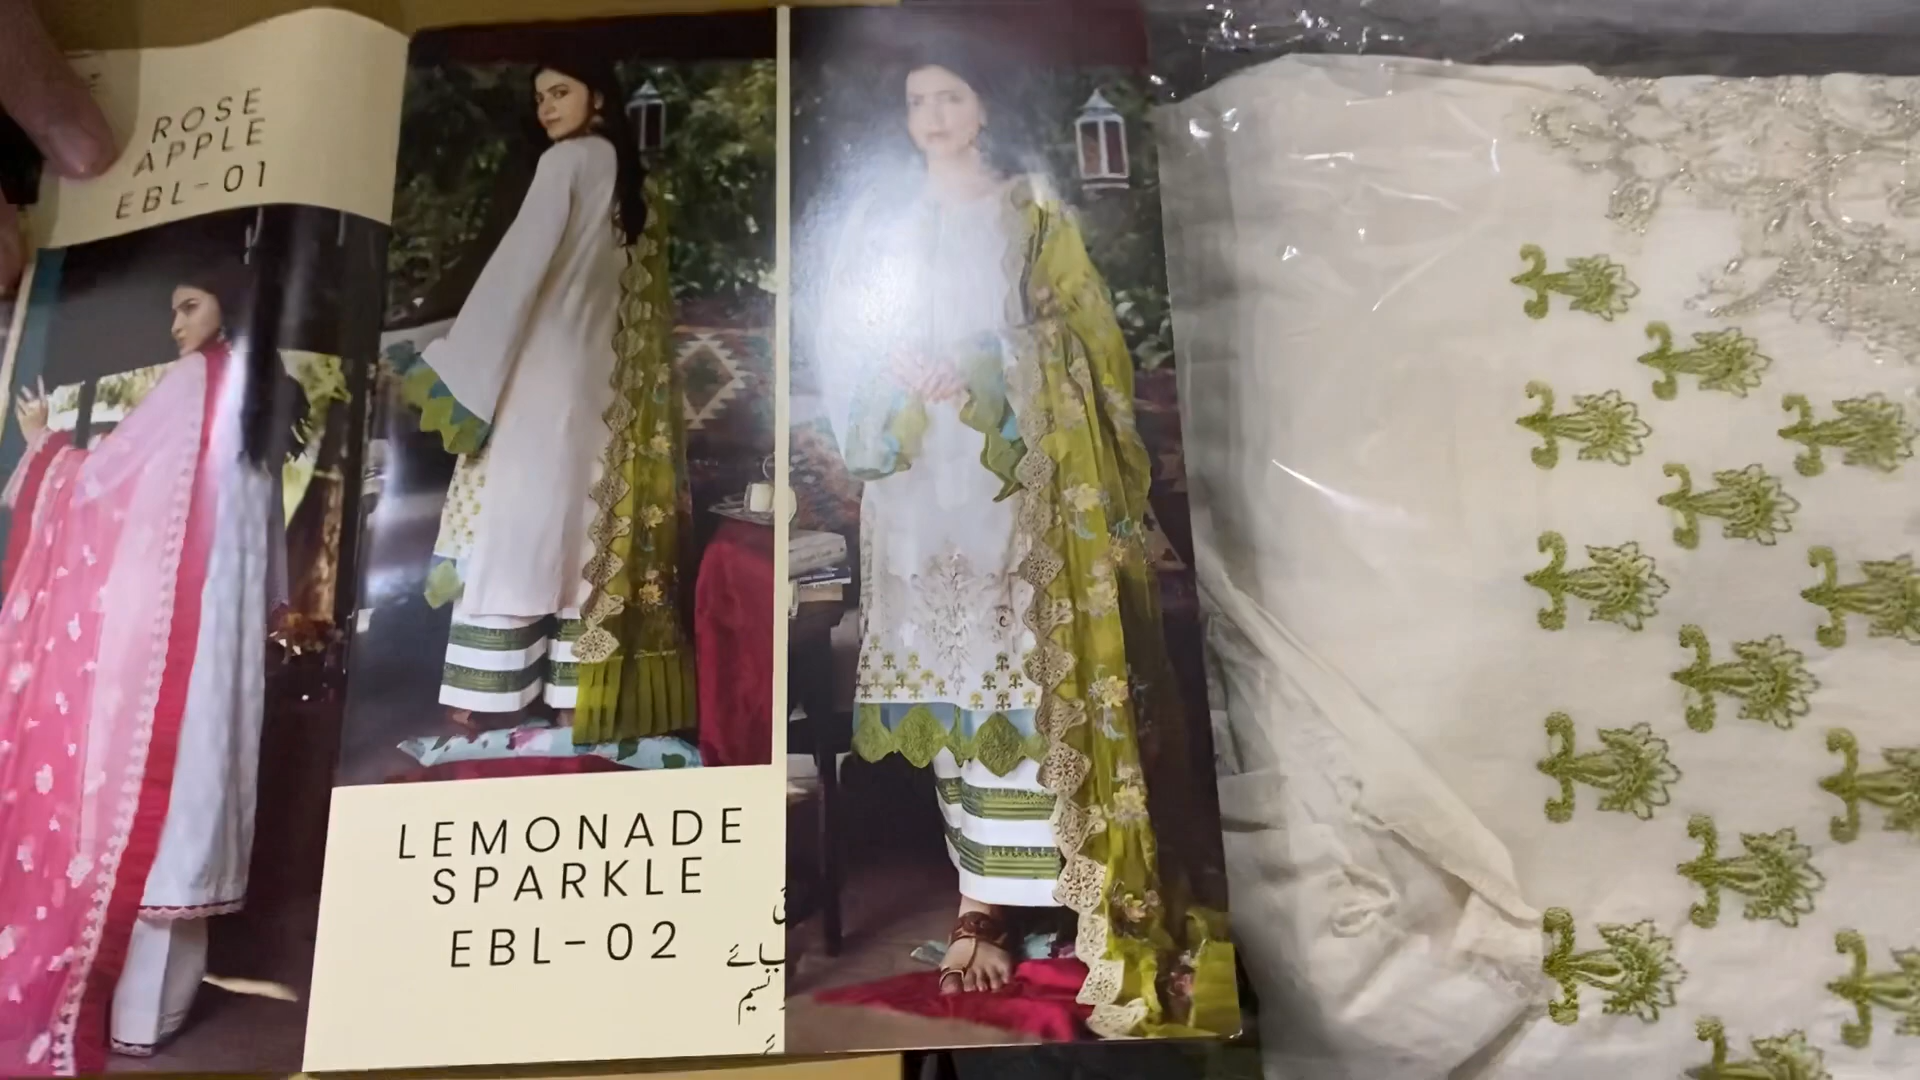 ROSE
APPLE
EBL-01
LEMONADE
SPARKLE
EBL-02